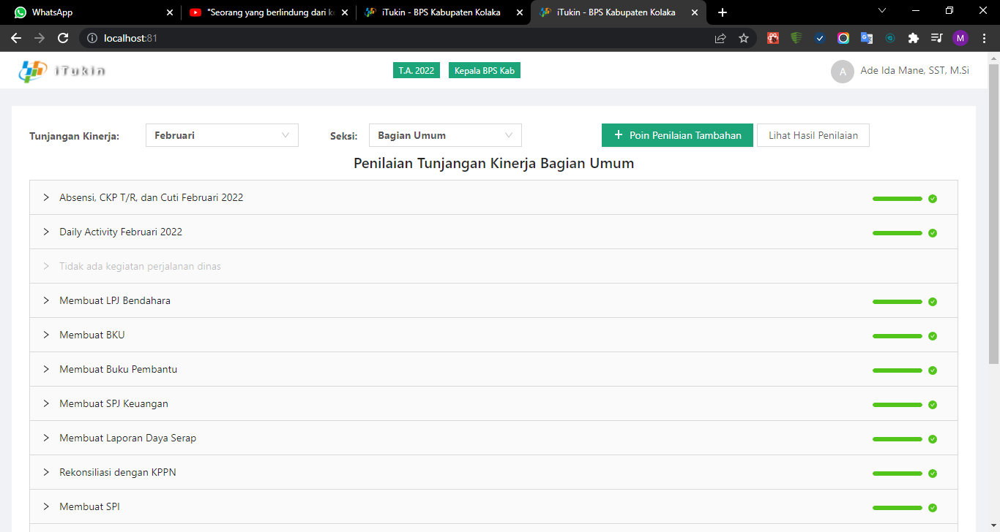 WhatsApp
"Seorang yang berlindung dari k
iTukin - BPS Kabupaten Kolaka
iTukin - BPS Kabupaten Kolaka
localhost:81
M
iTukin
T.A. 2022
Kepala BPS Kab
A
Ade Ida Mane, SST, M.Si
Tunjangan Kinerja:
Februari
Seksi:
Bagian Umum
+ Poin Penilaian Tambahan
Lihat Hasil Penilaian
Penilaian Tunjangan Kinerja Bagian Umum
Absensi, CKP T/R, dan Cuti Februari 2022
Daily Activity Februari 2022
Tidak ada kegiatan perjalanan dinas
Membuat LPJ Bendahara
Membuat BKU
Membuat Buku Pembantu
Membuat SPJ Keuangan
Membuat Laporan Daya Serap
Rekonsiliasi dengan KPPN
Membuat SPI